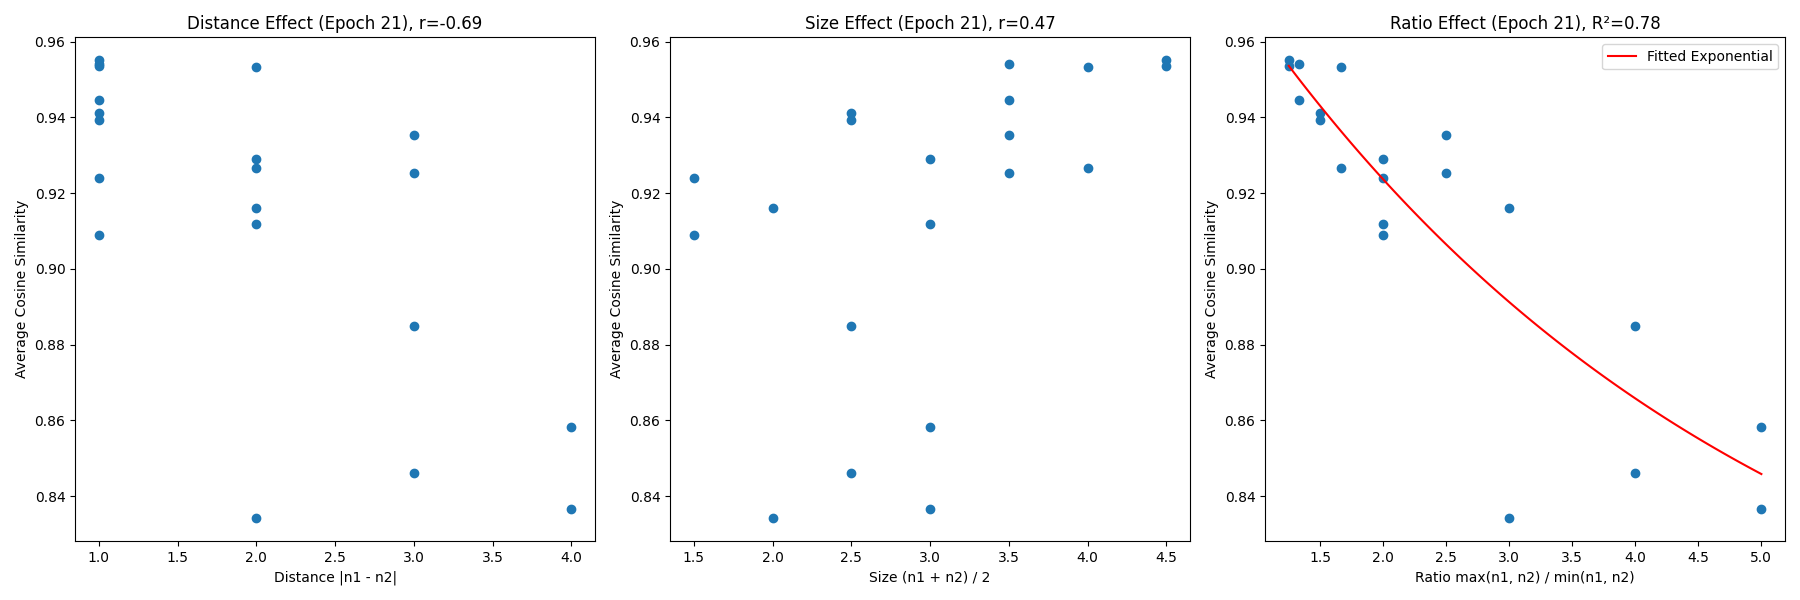 Distance Effect (Epoch 21), r=-0.69
0.96
0.94
0.92
0.90
0.88
0.86
0.84
Average Cosine Similarity
1.0 1.5 2.0 2.5 3.0 3.5 4.0
Distance |n1 - n2|
Size Effect (Epoch 21), r=0.47
0.96
0.94
0.92
0.90
0.88
0.86
0.84
Average Cosine Similarity
1.5 2.0 2.5 3.0 3.5 4.0 4.5
Size (n1 + n2) / 2
Ratio Effect (Epoch 21), R²=0.78
Fitted Exponential
0.96
0.94
0.92
0.90
0.88
0.86
0.84
Average Cosine Similarity
1.5 2.0 2.5 3.0 3.5 4.0 4.5 5.0
Ratio max(n1, n2) / min(n1, n2)